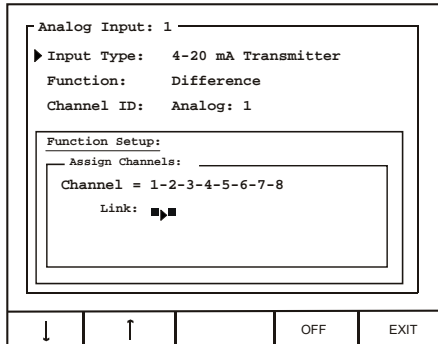 Analog Input: 1
Input Type: 4-20 mA Transmitter
Function: Difference
Channel ID: Analog: 1
Function Setup:
Assign Channels:
Channel = 1-2-3-4-5-6-7-8
Link:
↓ ↑ OFF EXIT